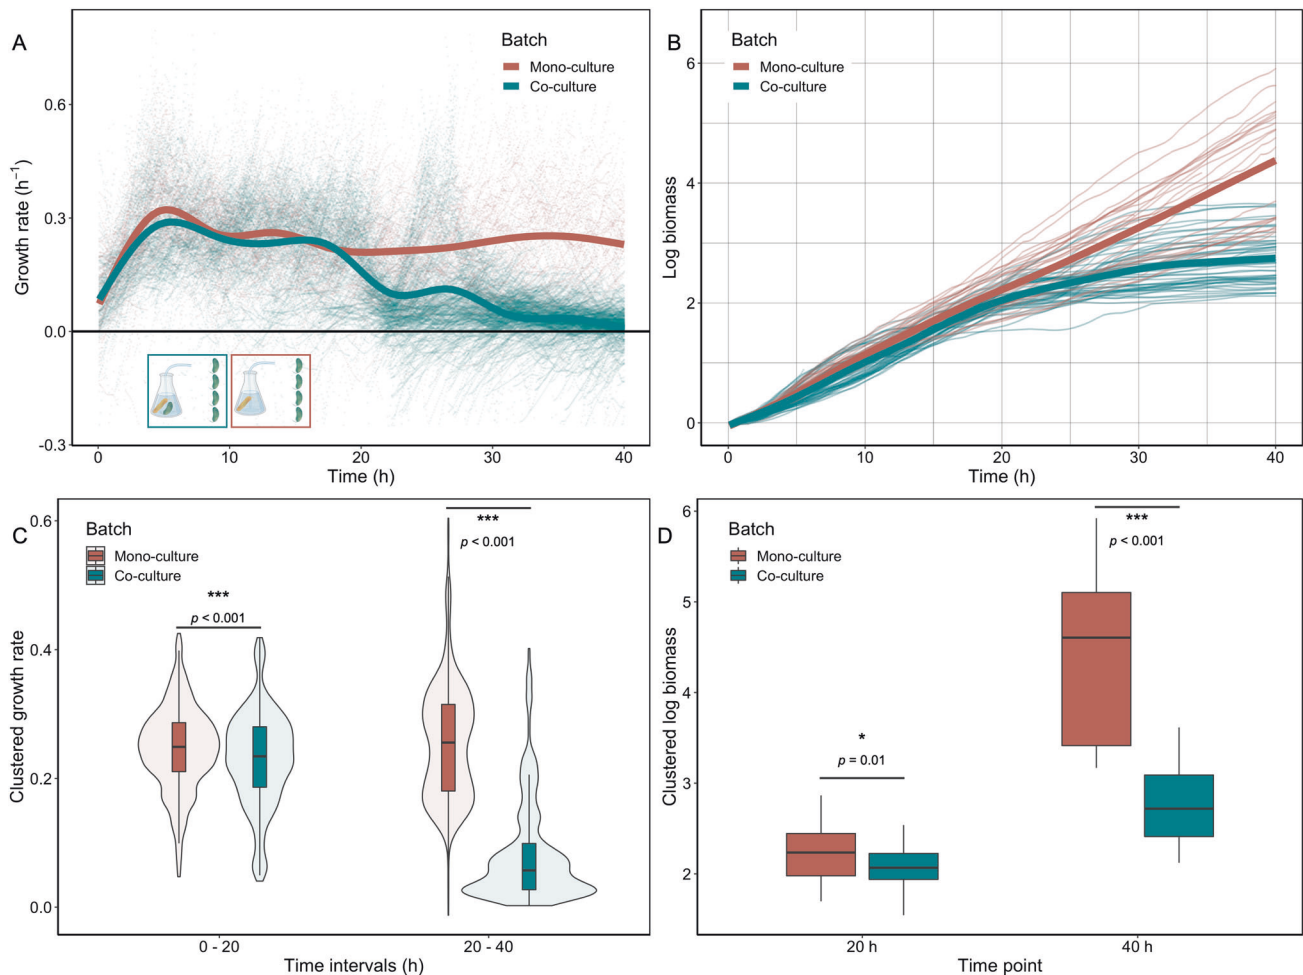 A
Batch
Mono-culture
Co-culture
Growth rate (h⁻¹)
0.6
0.3
0.0
-0.3
0 10 20 30 40
Time (h)
B
Batch
Mono-culture
Co-culture
Log biomass
6
4
2
0
0 5 10 15 20 25 30 35 40
Time (h)
C
Batch
Mono-culture
Co-culture
Clustered growth rate
0.6
0.4
0.2
0.0
***
p < 0.001
***
p < 0.001
0 - 20 20 - 40
Time intervals (h)
D
Batch
Mono-culture
Co-culture
Clustered log biomass
6
5
4
3
2
*
p = 0.01
***
p < 0.001
20 h 40 h
Time point